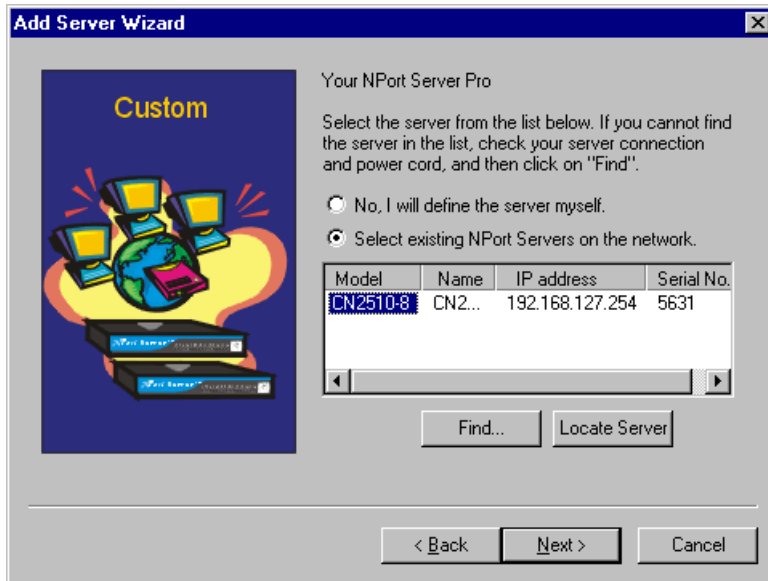 Add Server Wizard
Custom
Your NPort Server Pro
Select the server from the list below. If you cannot find
the server in the list, check your server connection
and power cord, and then click on "Find".
No, I will define the server myself.
Select existing NPort Servers on the network.
Model Name IP address Serial No.
CN2510-8 CN2... 192.168.127.254 5631
Find... Locate Server
< Back Next > Cancel